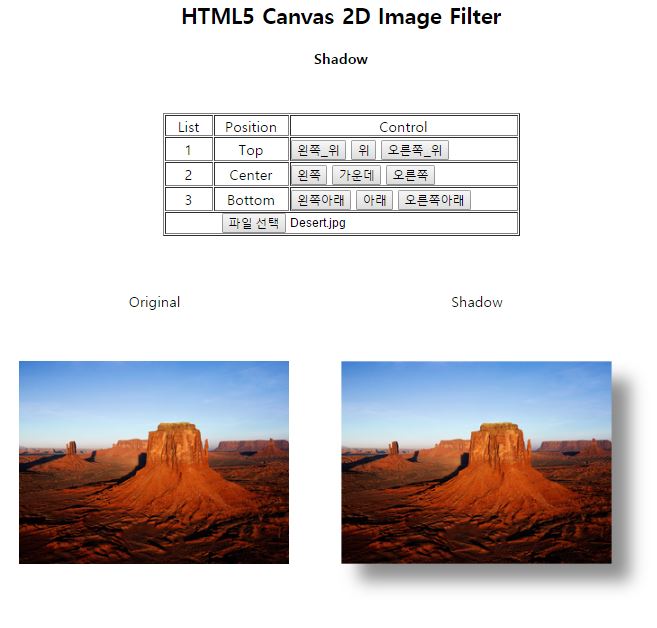 HTML5 Canvas 2D Image Filter
Shadow
List Position Control
1 Top 왼쪽_위 위 오른쪽_위
2 Center 왼쪽 가운데 오른쪽
3 Bottom 왼쪽아래 아래 오른쪽아래
파일 선택 Desert.jpg
Original Shadow